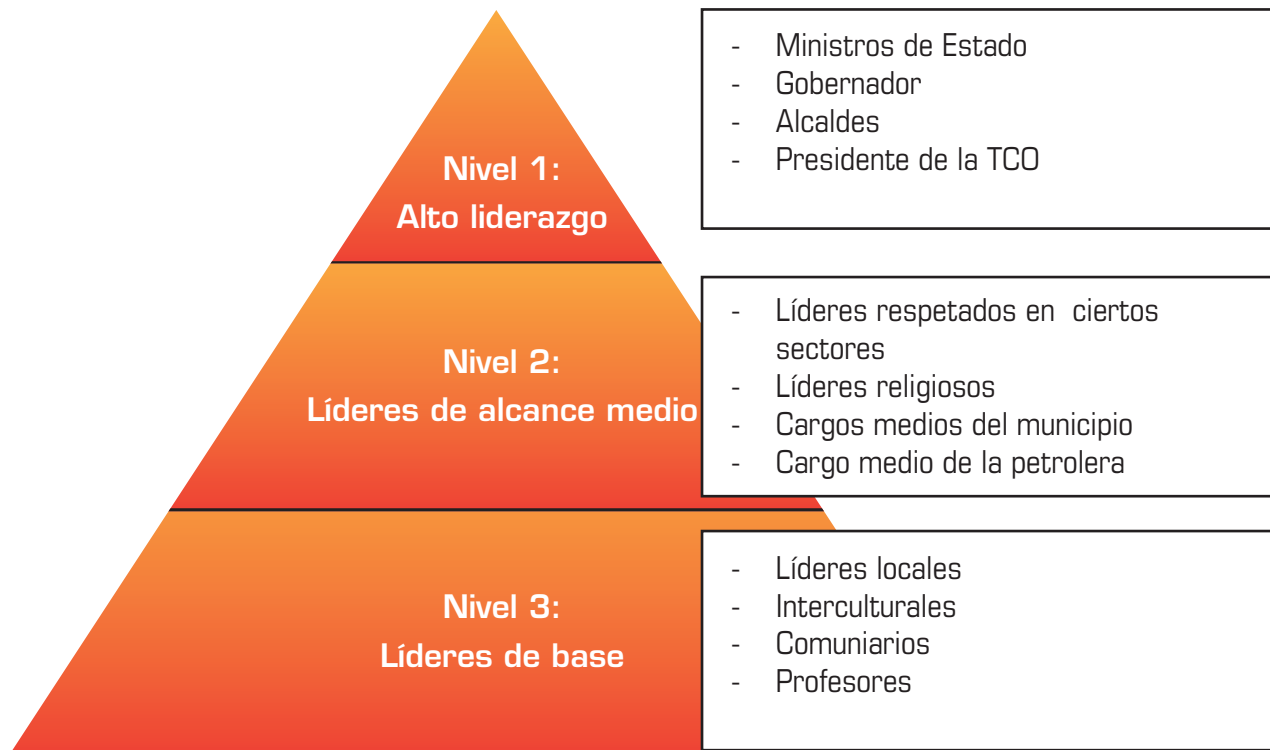 Nivel 1:
Alto liderazgo
- Ministros de Estado
- Gobernador
- Alcaldes
- Presidente de la TCO
Nivel 2:
Líderes de alcance medio
- Líderes respetados en ciertos
sectores
- Líderes religiosos
- Cargos medios del municipio
- Cargo medio de la petrolera
Nivel 3:
Líderes de base
- Líderes locales
- Interculturales
- Comuniarios
- Profesores